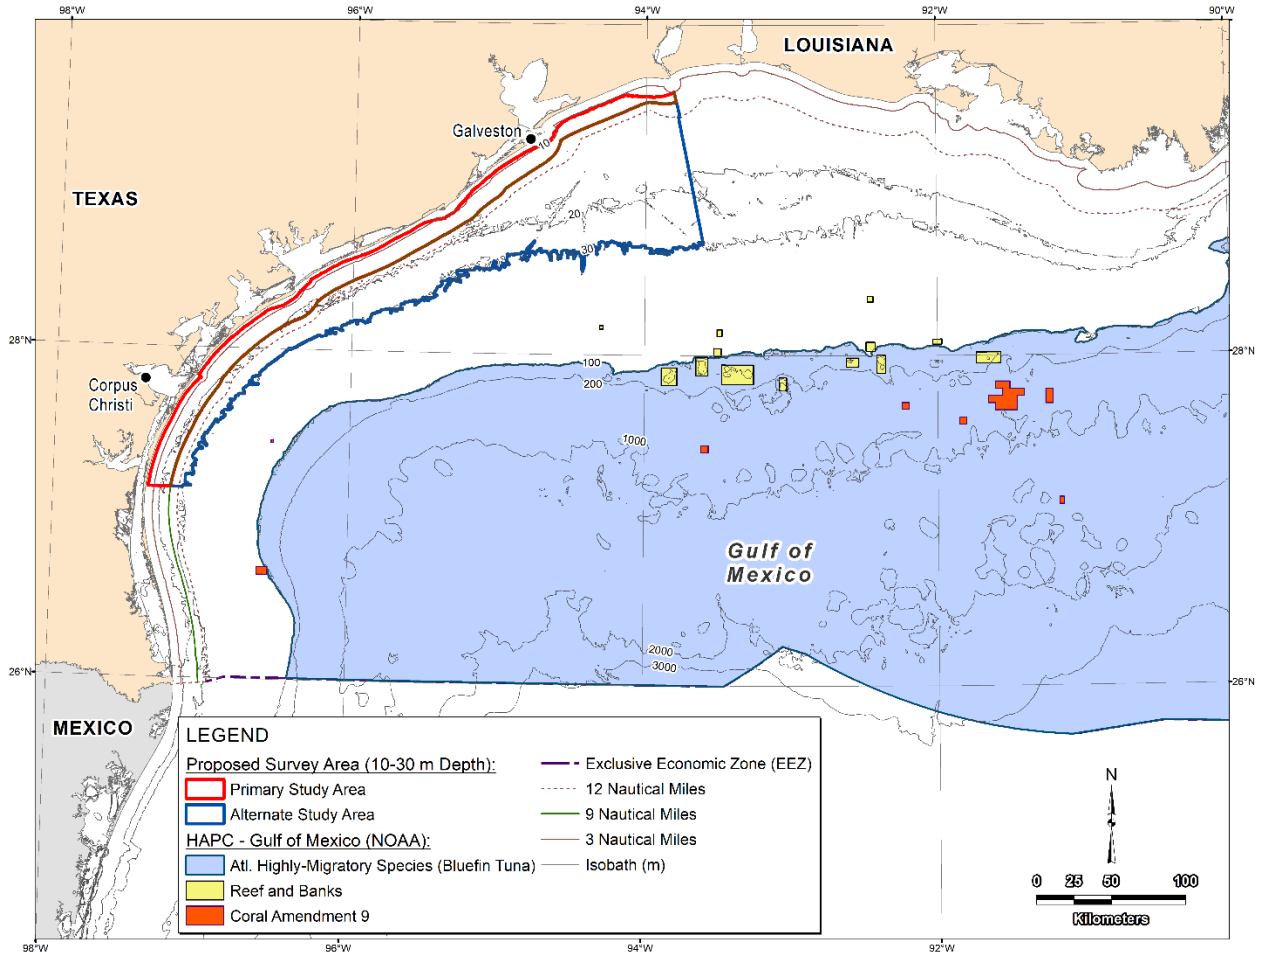 98°W
96°W
94°W
92°W
90°W
LOUISIANA
Galveston
10
TEXAS
20
30
28°N
28°N
100
200
Corpus
Christi
1000
Gulf of
Mexico
2000
3000
26°N
26°N
MEXICO
LEGEND
Proposed Survey Area (10-30 m Depth):
Primary Study Area
Alternate Study Area
HAPC - Gulf of Mexico (NOAA):
Atl. Highly-Migratory Species (Bluefin Tuna)
Reef and Banks
Coral Amendment 9
Exclusive Economic Zone (EEZ)
12 Nautical Miles
9 Nautical Miles
3 Nautical Miles
Isobath (m)
N
0 25 50 100
Kilometers
98°W
96°W
94°W
92°W